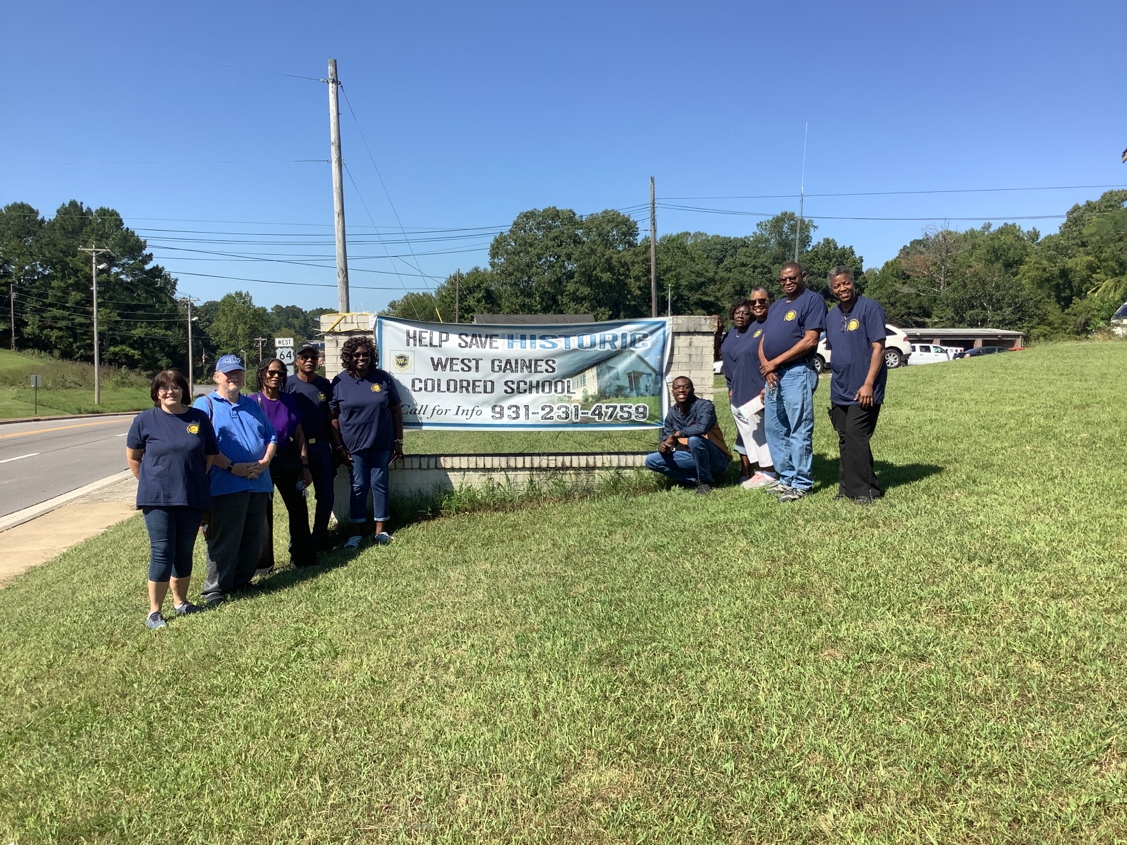 HELP SAVE HISTORIC
WEST GAINES
COLORED SCHOOL
Call for Info 931-231-4759
WEST
64